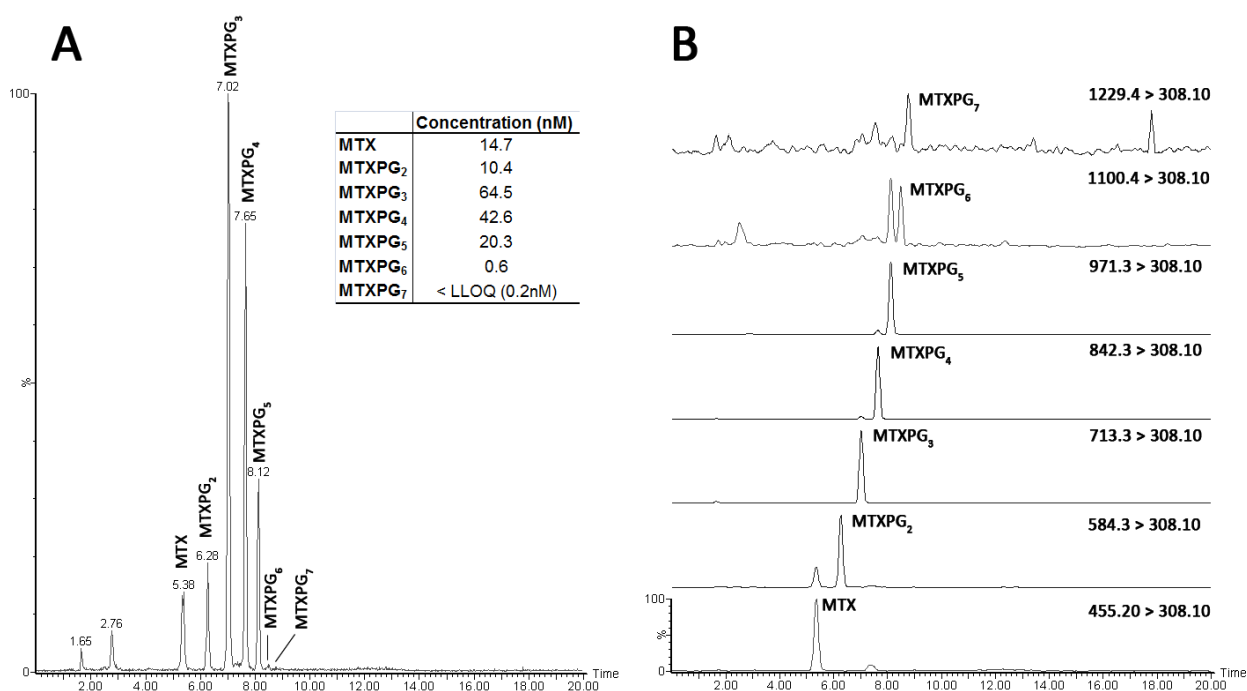 A
MTXPG3
7.02
100
MTXPG4
7.65
Concentration (nM)
MTX 14.7
MTXPG2 10.4
MTXPG3 64.5
MTXPG4 42.6
MTXPG5 20.3
MTXPG6 0.6
MTXPG7 < LLOQ (0.2nM)
%
MTXPG5
8.12
MTXPG2
6.28
MTX
5.38
MTXPG6
MTXPG7
2.76
1.65
0
2.00 4.00 6.00 8.00 10.00 12.00 14.00 16.00 18.00 20.00 Time
B
MTXPG7 1229.4 > 308.10
MTXPG6 1100.4 > 308.10
MTXPG5 971.3 > 308.10
MTXPG4 842.3 > 308.10
MTXPG3 713.3 > 308.10
MTXPG2 584.3 > 308.10
100
%
0
MTX 455.20 > 308.10
2.00 4.00 6.00 8.00 10.00 12.00 14.00 16.00 18.00 20.00 Time